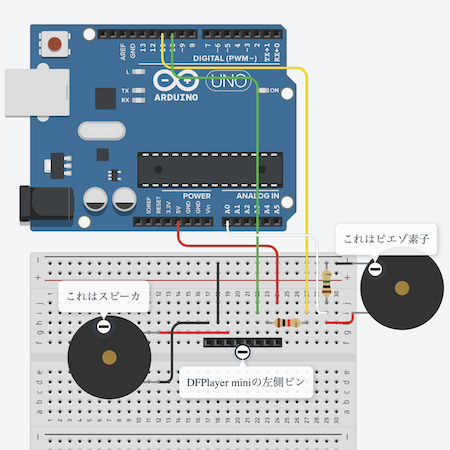 AREF
GND
13
12
11
10
9
8
7
6
5
4
3
2
TX→1
RX←0
DIGITAL (PWM~)
L
TX
RX
UNO
ARDUINO
ON
POWER
ANALOG IN
IOREF
RESET
3.3V
5V
GND
GND
Vin
A0
A1
A2
A3
A4
A5
これはピエゾ素子
これはスピーカ
DFPlayer miniの左側ピン